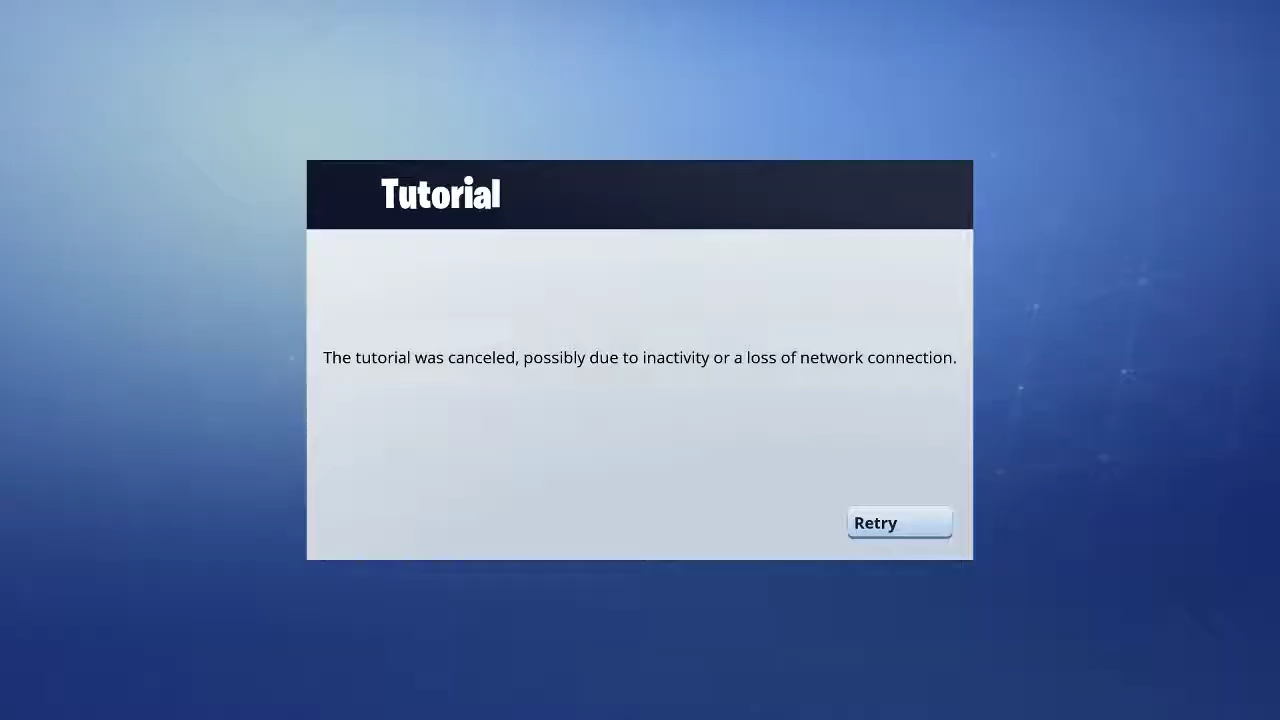 Tutorial
The tutorial was canceled, possibly due to inactivity or a loss of network connection.
Retry